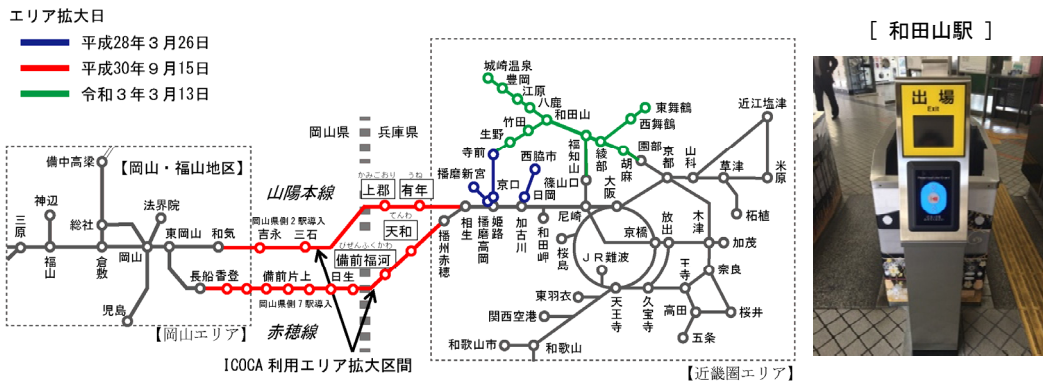 エリア拡大日
平成28年3月26日
平成30年9月15日
令和3年3月13日
[ 和田山駅 ]
出場
Exit
岡山県
兵庫県
【岡山・福山地区】
山陽本線
赤穂線
かみごおり
上郡
うね
有年
てんわ
天和
びぜんふくかわ
備前福河
岡山県側2駅導入
岡山県側7駅導入
ICOCA利用エリア拡大区間
【岡山エリア】
【近畿圏エリア】
備中高梁
神辺
三原
福山
総社
倉敷
法界院
岡山
児島
東岡山
和気
吉永
三石
長船
香登
備前片上
日生
城崎温泉
豊岡
江原
八鹿
和田山
竹田
生野
寺前
福知山
綾部
東舞鶴
西舞鶴
胡麻
園部
播磨新宮
京口
西脇市
日岡
篠山口
播州赤穂
相生
播磨高岡
姫路
加古川
和田岬
尼崎
大阪
桜島
JR難波
京橋
放出
木津
加茂
京都
山科
近江塩津
草津
米原
柘植
東羽衣
関西空港
和歌山市
和歌山
天王寺
久宝寺
王寺
奈良
高田
桜井
五条